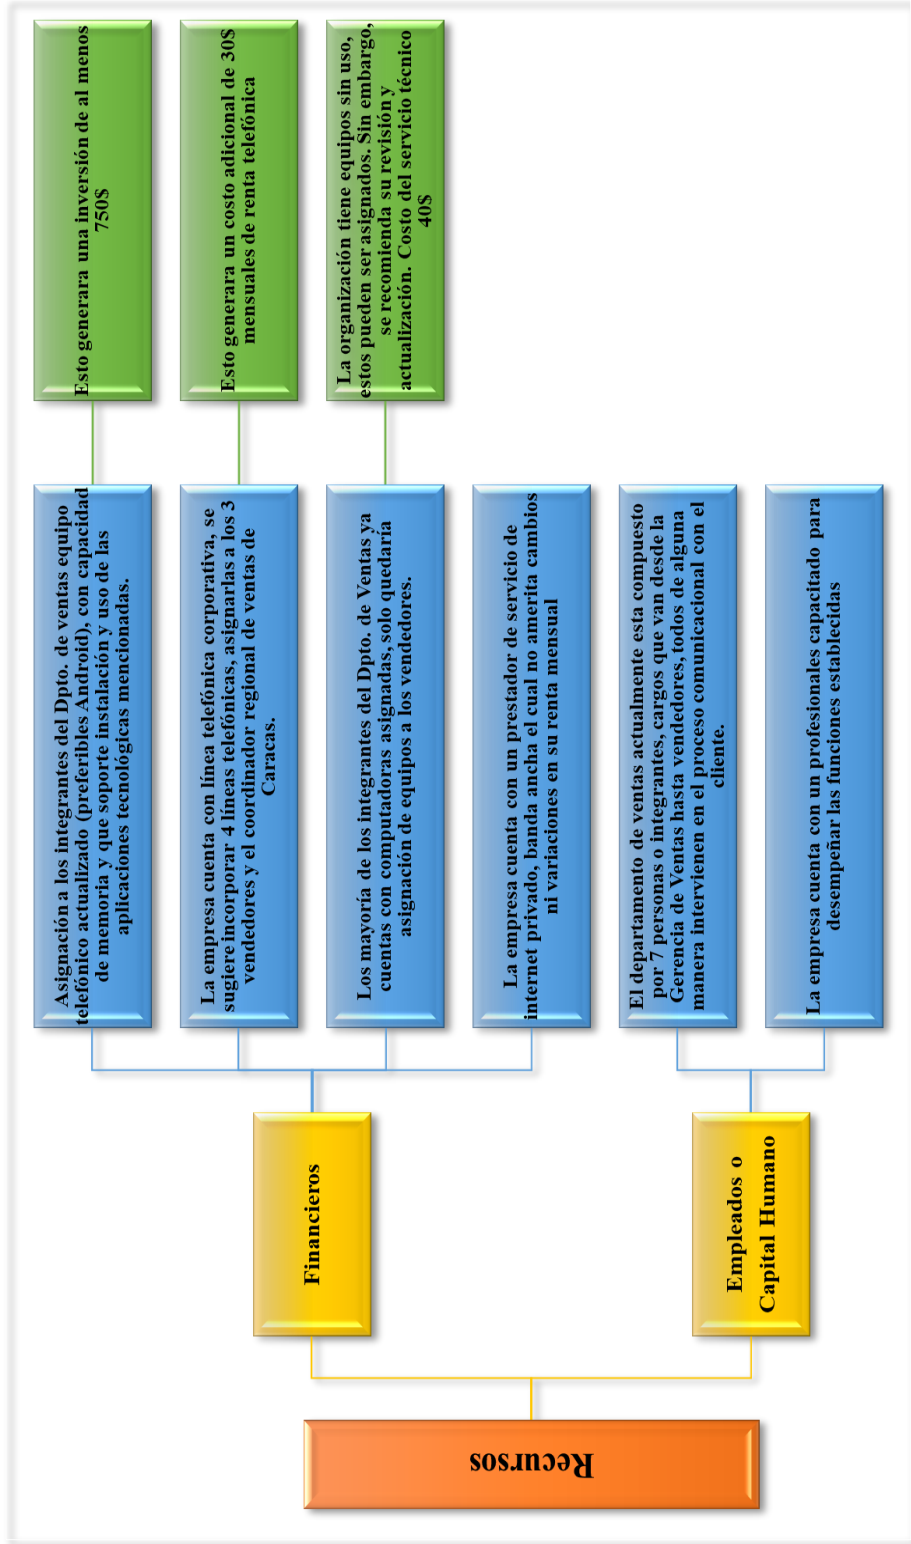 Recursos
Financieros
Asignación a los integrantes del Dpto. de ventas equipo
telefónico actualizado (preferibles Android), con capacidad
de memoria y que soporte instalación y uso de las
aplicaciones tecnológicas mencionadas.
Esto generara una inversión de al menos
750$
La empresa cuenta con línea telefónica corporativa, se
sugiere incorporar 4 líneas telefónicas, asignarlas a los 3
vendedores y el coordinador regional de ventas de
Caracas.
Esto generara un costo adicional de 30$
mensuales de renta telefónica
Los mayoría de los integrantes del Dpto. de Ventas ya
cuentas con computadoras asignadas, solo quedaría
asignación de equipos a los vendedores.
La organización tiene equipos sin uso,
estos pueden ser asignados. Sin embargo,
se recomienda su revisión y
actualización. Costo del servicio técnico
40$
La empresa cuenta con un prestador de servicio de
internet privado, banda ancha el cual no amerita cambios
ni variaciones en su renta mensual
Empleados o
Capital Humano
El departamento de ventas actualmente esta compuesto
por 7 personas o integrantes, cargos que van desde la
Gerencia de Ventas hasta vendedores, todos de alguna
manera intervienen en el proceso comunicacional con el
cliente.
La empresa cuenta con un profesionales capacitado para
desempeñar las funciones establecidas